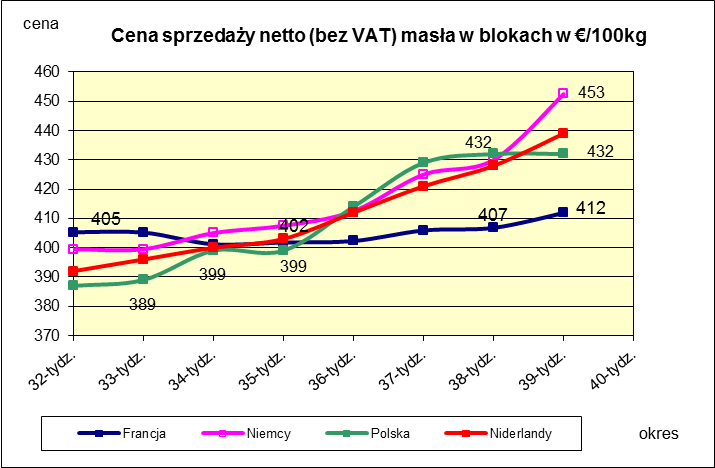 cena
Cena sprzedaży netto (bez VAT) masła w blokach w €/100kg
460
450
440
430
420
410
400
390
380
370
453
432
432
412
407
405
402
399
399
389
32-tydz.
33-tydz.
34-tydz.
35-tydz.
36-tydz.
37-tydz.
38-tydz.
39-tydz.
40-tydz.
Francja Niemcy Polska Niderlandy
okres